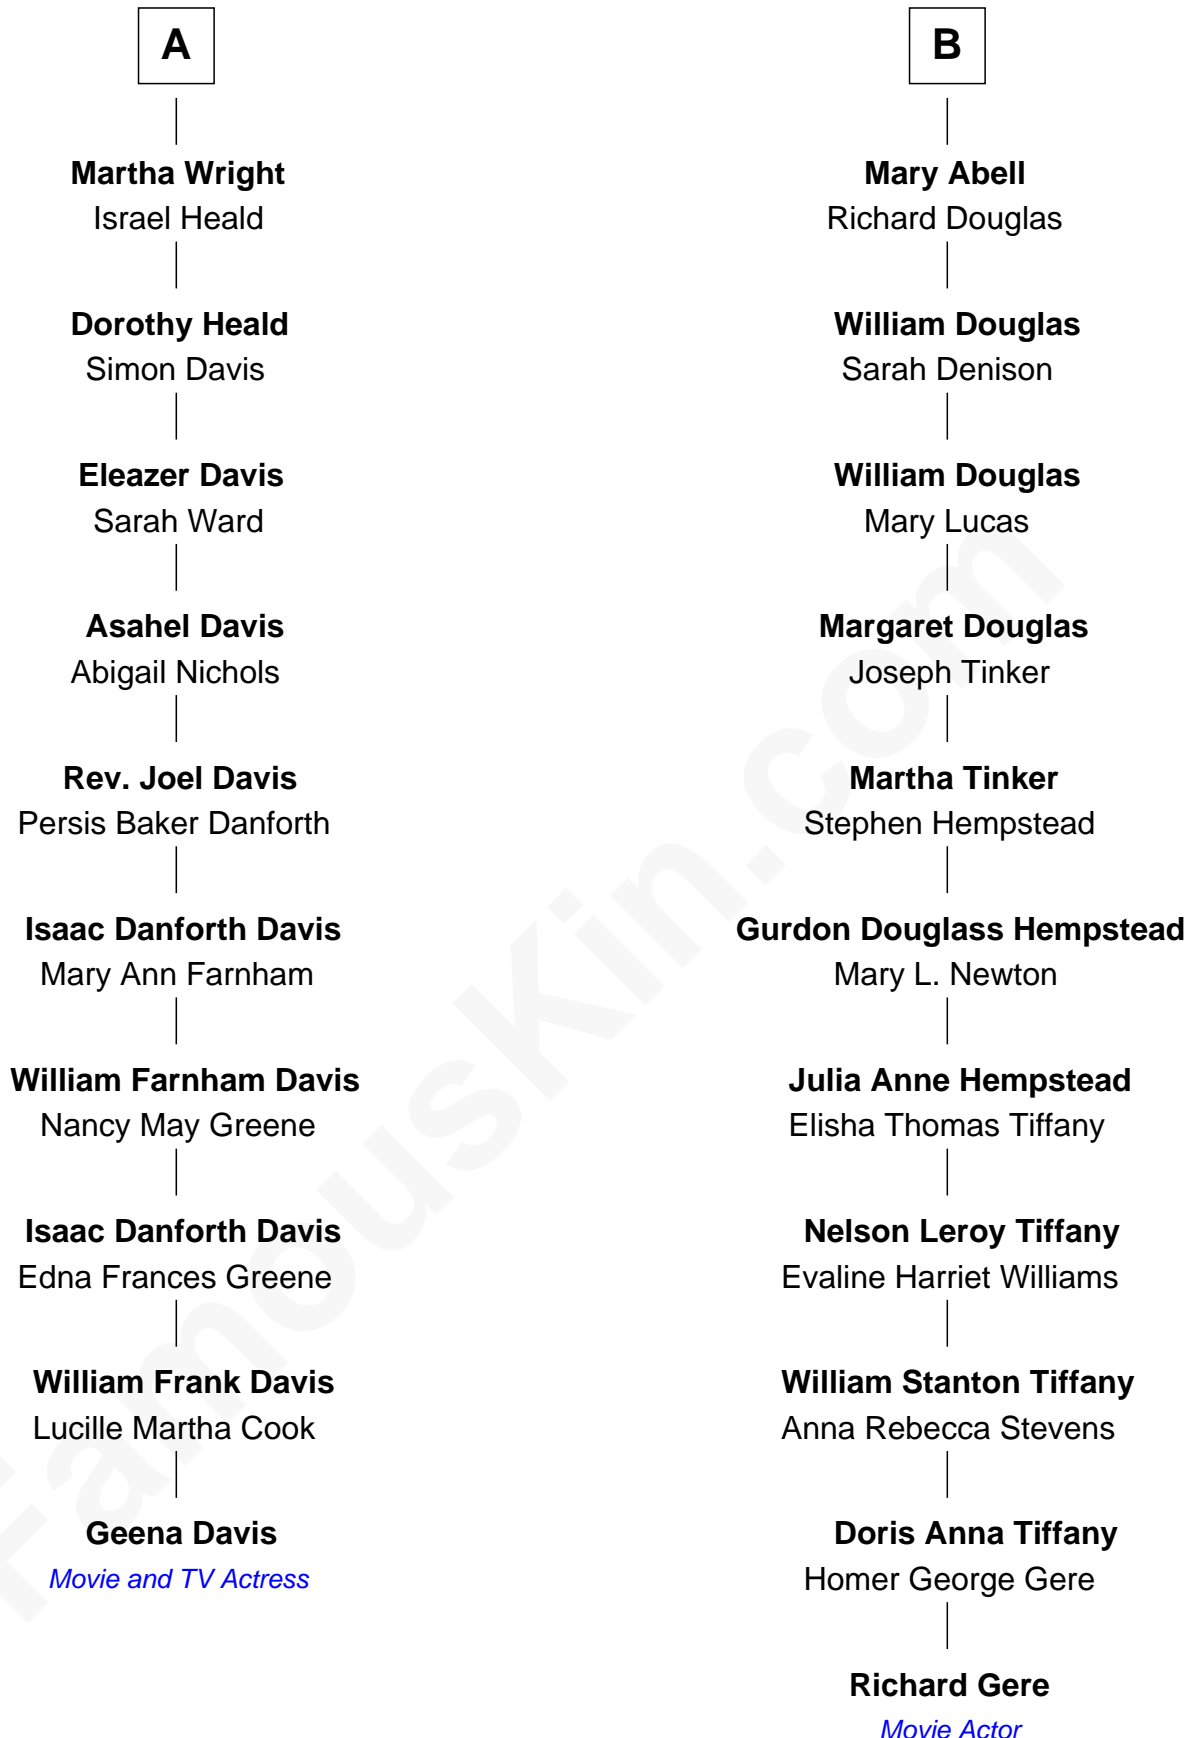 A
Martha Wright
Israel Heald
Dorothy Heald
Simon Davis
Eleazer Davis
Sarah Ward
Asahel Davis
Abigail Nichols
Rev. Joel Davis
Persis Baker Danforth
Isaac Danforth Davis
Mary Ann Farnham
William Farnham Davis
Nancy May Greene
Isaac Danforth Davis
Edna Frances Greene
William Frank Davis
Lucille Martha Cook
Geena Davis
Movie and TV Actress
B
Mary Abell
Richard Douglas
William Douglas
Sarah Denison
William Douglas
Mary Lucas
Margaret Douglas
Joseph Tinker
Martha Tinker
Stephen Hempstead
Gurdon Douglass Hempstead
Mary L. Newton
Julia Anne Hempstead
Elisha Thomas Tiffany
Nelson Leroy Tiffany
Evaline Harriet Williams
William Stanton Tiffany
Anna Rebecca Stevens
Doris Anna Tiffany
Homer George Gere
Richard Gere
Movie Actor
FamousKin.com